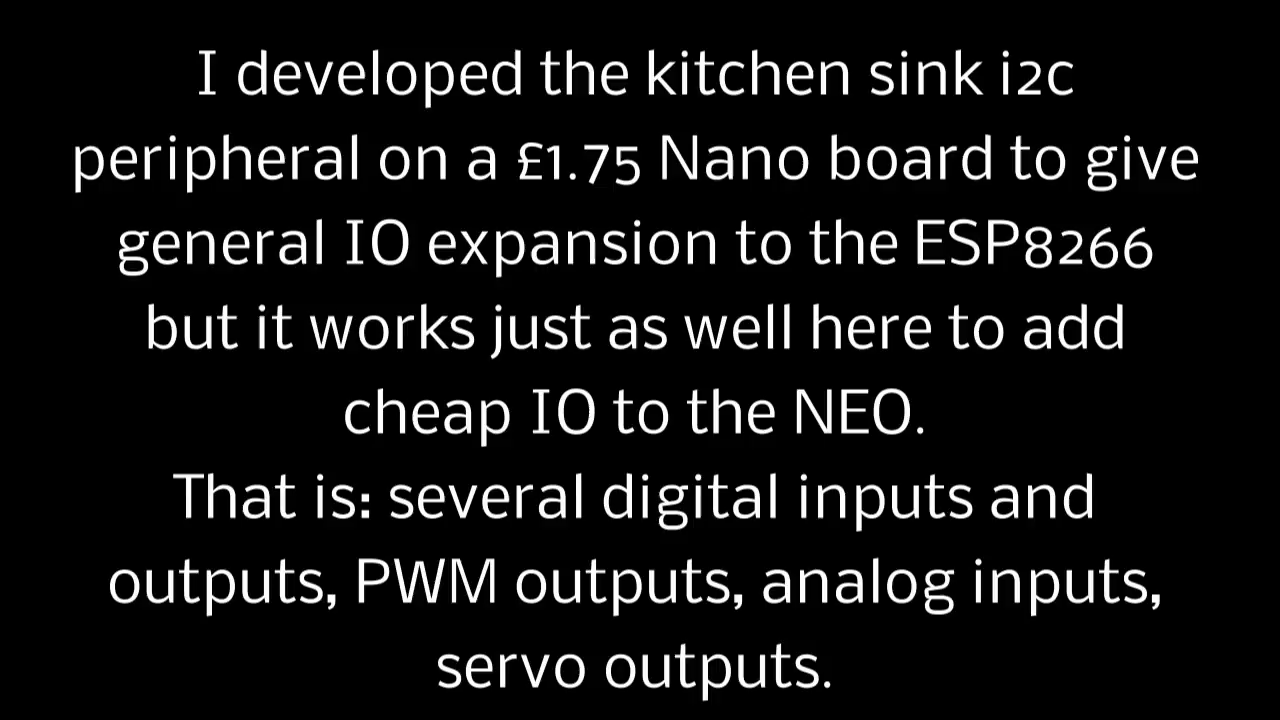 I developed the kitchen sink i2c
peripheral on a £1.75 Nano board to give
general IO expansion to the ESP8266
but it works just as well here to add
cheap IO to the NEO.
That is: several digital inputs and
outputs, PWM outputs, analog inputs,
servo outputs.